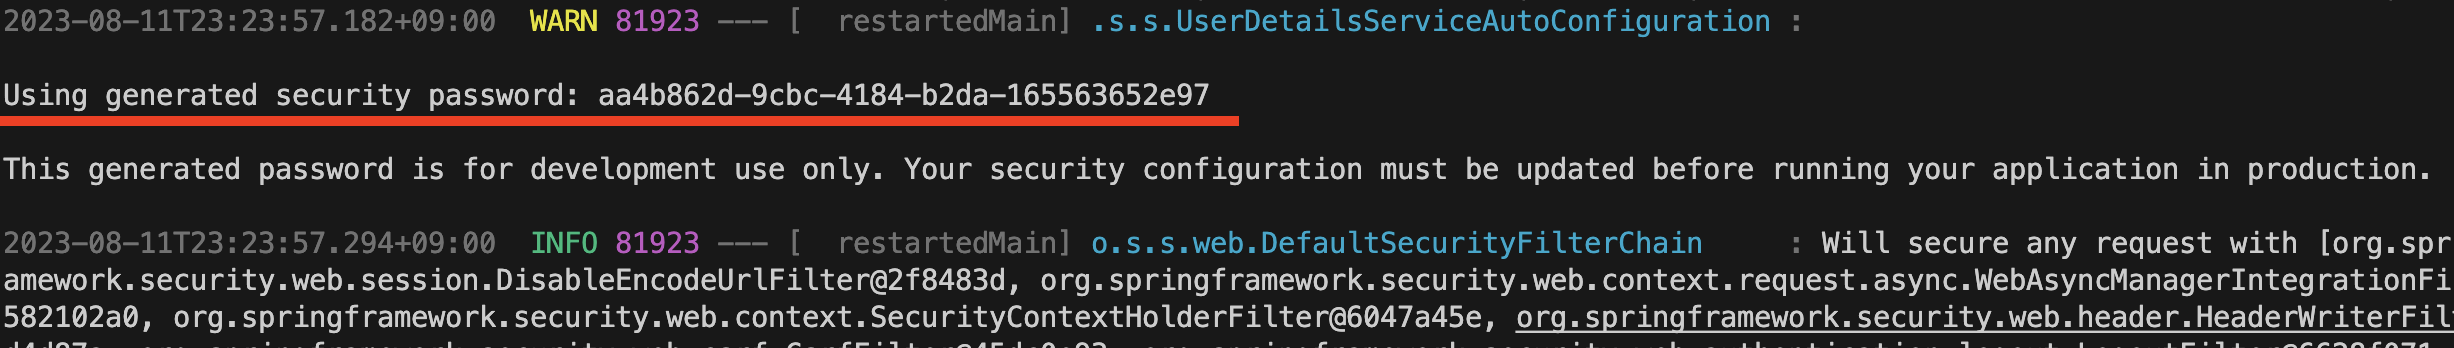 2023-08-11T23:23:57.182+09:00  WARN 81923 --- [  restartedMain] .s.s.UserDetailsServiceAutoConfiguration :
Using generated security password: aa4b862d-9cbc-4184-b2da-165563652e97
This generated password is for development use only. Your security configuration must be updated before running your application in production.
2023-08-11T23:23:57.294+09:00  INFO 81923 --- [  restartedMain] o.s.s.web.DefaultSecurityFilterChain     : Will secure any request with [org.spr
amework.security.web.session.DisableEncodeUrlFilter@2f8483d, org.springframework.security.web.context.request.async.WebAsyncManagerIntegrationFi
582102a0, org.springframework.security.web.context.SecurityContextHolderFilter@6047a45e, org.springframework.security.web.header.HeaderWriterFil